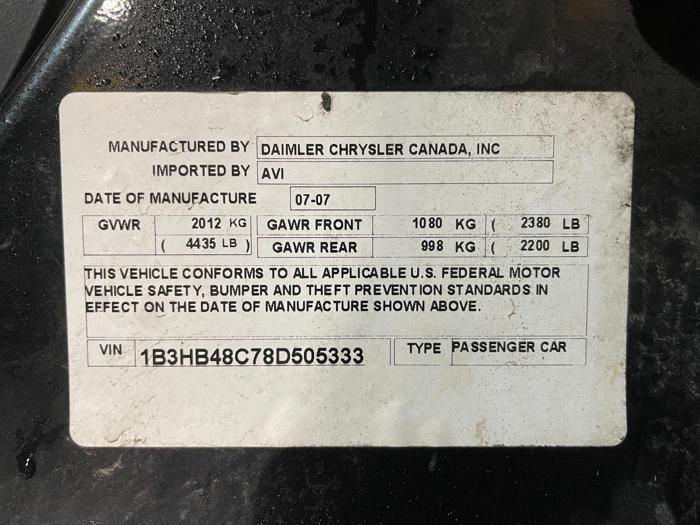 MANUFACTURED BY DAIMLER CHRYSLER CANADA, INC
IMPORTED BY AVI
DATE OF MANUFACTURE 07-07
GVWR 2012 KG GAWR FRONT 1080 KG ( 2380 LB
( 4435 LB ) GAWR REAR 998 KG ( 2200 LB
THIS VEHICLE CONFORMS TO ALL APPLICABLE U.S. FEDERAL MOTOR
VEHICLE SAFETY, BUMPER AND THEFT PREVENTION STANDARDS IN
EFFECT ON THE DATE OF MANUFACTURE SHOWN ABOVE.
VIN 1B3HB48C78D505333 TYPE PASSENGER CAR